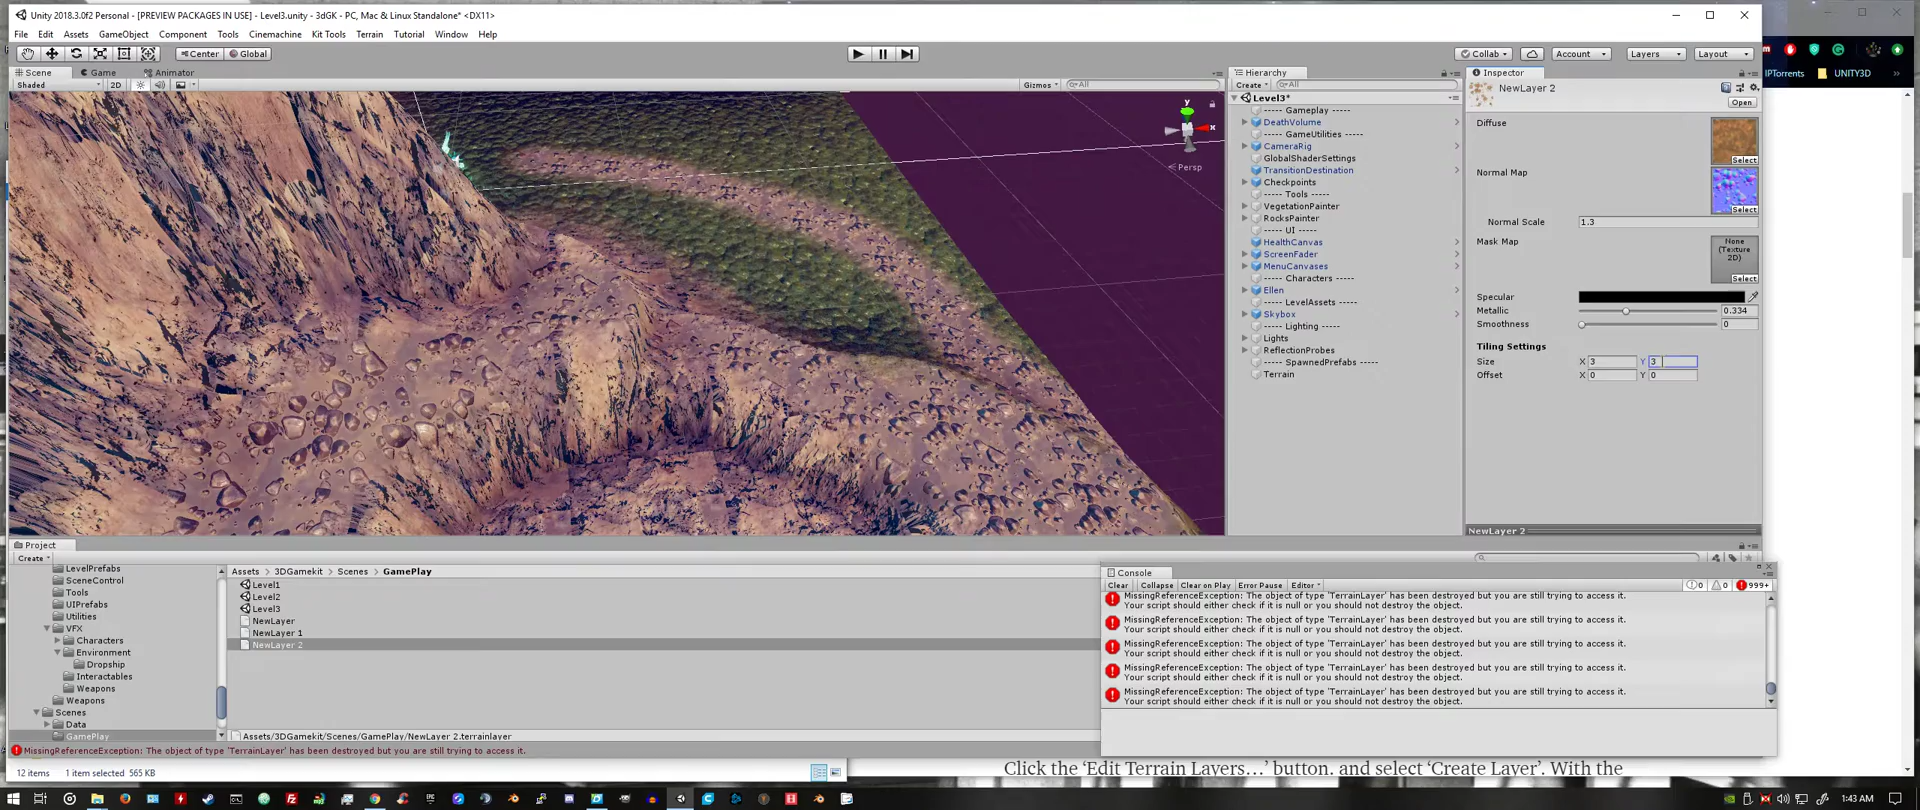 Unity 2018.3.0f2 Personal - [PREVIEW PACKAGES IN USE] - Level3.unity - 3dGK - PC, Mac & Linux Standalone* <DX11>
File Edit Assets GameObject Component Tools Cinemachine Kit Tools Terrain Tutorial Window Help
Center Global Collab Account Layers Layout
Scene Game Animator
Shaded 2D Gizmos All
y
x
Persp
Hierarchy
Create All
Level3*
----- Gameplay -----
DeathVolume
----- GameUtilities -----
CameraRig
GlobalShaderSettings
TransitionDestination
Checkpoints
----- Tools -----
VegetationPainter
RocksPainter
----- UI -----
HealthCanvas
ScreenFader
MenuCanvases
----- Characters -----
Ellen
----- LevelAssets -----
Skybox
----- Lighting -----
Lights
ReflectionProbes
----- SpawnedPrefabs -----
Terrain
Inspector
NewLayer 2
Open
Diffuse
Select
Normal Map
Select
Normal Scale 1.3
Mask Map
None
(Texture
2D)
Select
Specular
Metallic 0.334
Smoothness 0
Tiling Settings
Size X 3 Y 3
Offset X 0 Y 0
NewLayer 2
IPTorrents UNITY3D »
Project
Create
LevelPrefabs
SceneControl
Tools
UIPrefabs
Utilities
VFX
Characters
Environment
Dropship
Interactables
Weapons
Weapons
Scenes
Data
GamePlay
Assets 3DGamekit Scenes GamePlay
Level1
Level2
Level3
NewLayer
NewLayer 1
NewLayer 2
Assets/3DGamekit/Scenes/GamePlay/NewLayer 2.terrainlayer
Console
Clear Collapse Clear on Play Error Pause Editor 0 0 999+
MissingReferenceException: The object of type 'TerrainLayer' has been destroyed but you are still trying to access it.
Your script should either check if it is null or you should not destroy the object.
MissingReferenceException: The object of type 'TerrainLayer' has been destroyed but you are still trying to access it.
Your script should either check if it is null or you should not destroy the object.
MissingReferenceException: The object of type 'TerrainLayer' has been destroyed but you are still trying to access it.
Your script should either check if it is null or you should not destroy the object.
MissingReferenceException: The object of type 'TerrainLayer' has been destroyed but you are still trying to access it.
Your script should either check if it is null or you should not destroy the object.
MissingReferenceException: The object of type 'TerrainLayer' has been destroyed but you are still trying to access it.
Your script should either check if it is null or you should not destroy the object.
MissingReferenceException: The object of type 'TerrainLayer' has been destroyed but you are still trying to access it.
12 items 1 item selected 565 KB
Click the ‘Edit Terrain Layers…’ button. and select ‘Create Layer’. With the
1:43 AM